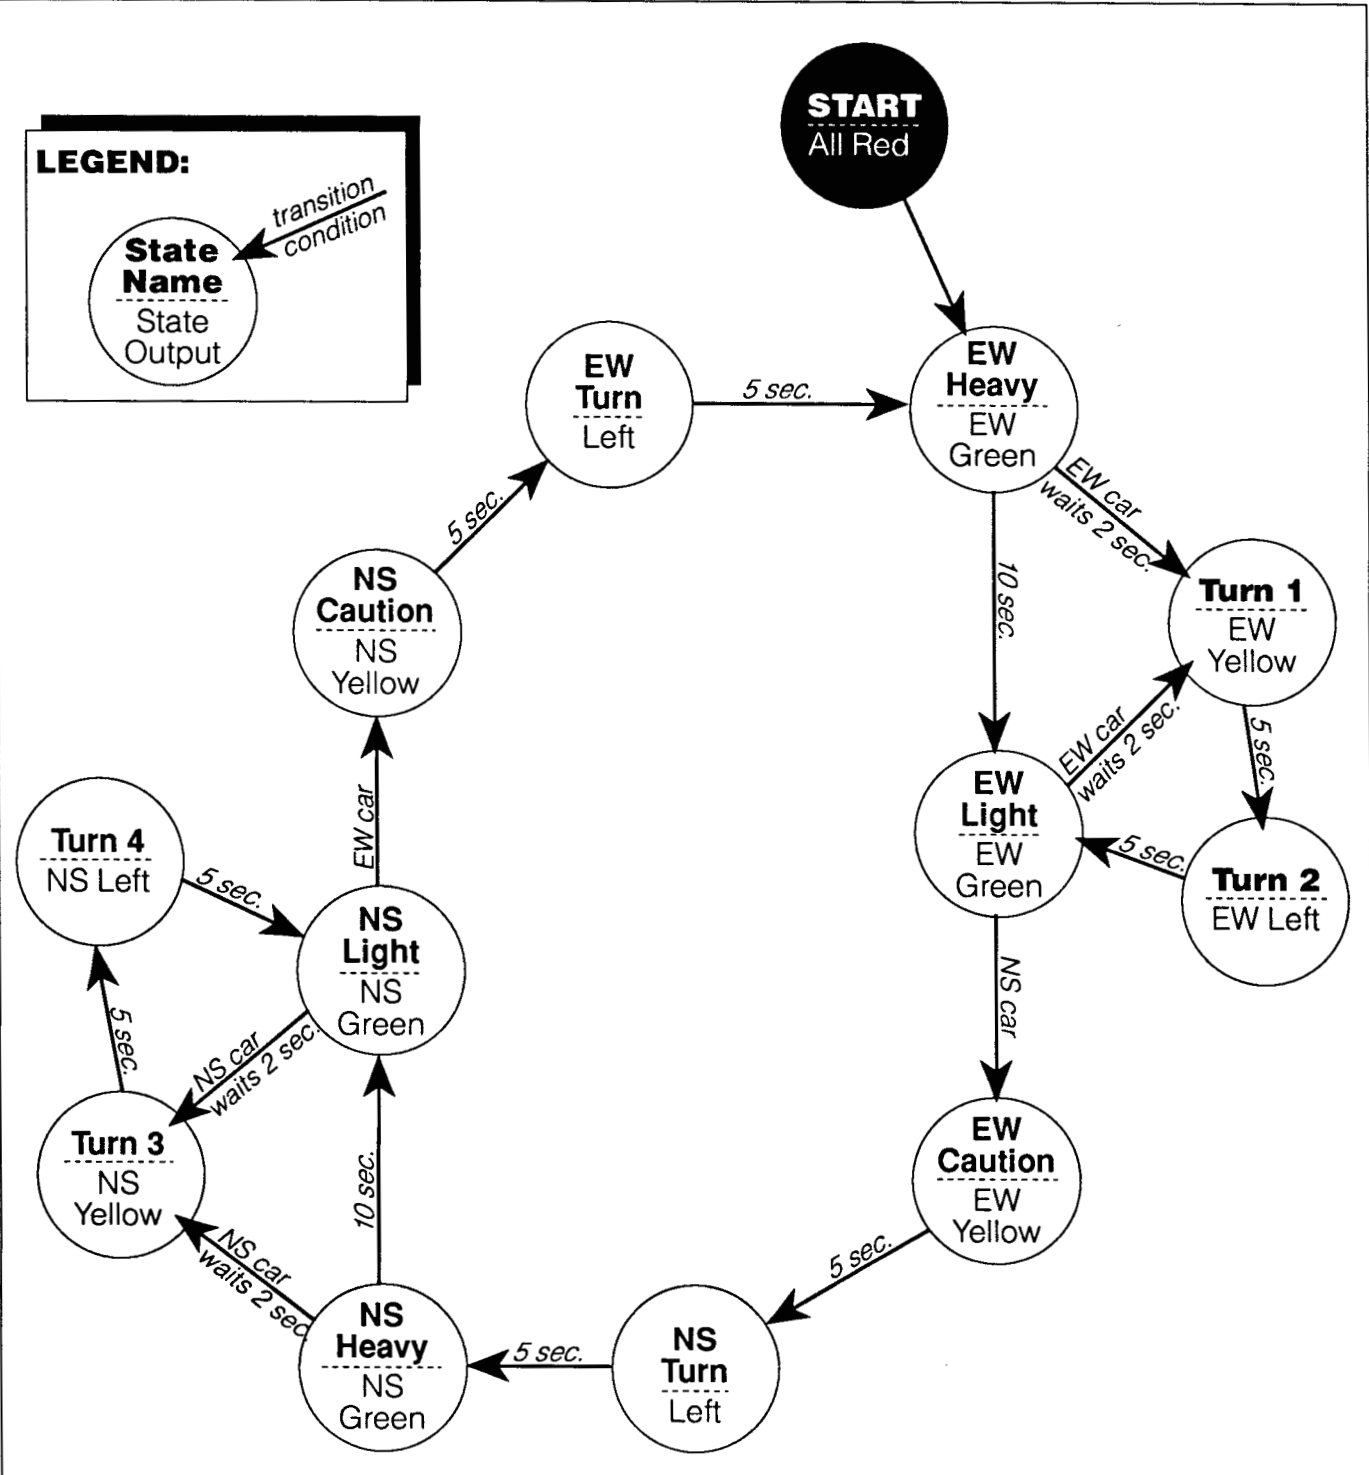 START
All Red
LEGEND:
transition
condition
State
Name
State
Output
EW
Turn
Left
5 sec.
EW
Heavy
EW
Green
EW car
waits 2 sec.
10 sec.
5 sec.
NS
Caution
NS
Yellow
Turn 1
EW
Yellow
EW car
waits 2 sec.
5 sec.
EW car
EW
Light
EW
Green
5 sec.
Turn 2
EW Left
Turn 4
NS Left
5 sec.
NS
Light
NS
Green
NS car
5 sec.
NS car
waits 2 sec.
Turn 3
NS
Yellow
10 sec.
EW
Caution
EW
Yellow
NS car
waits 2 sec
5 sec.
NS
Heavy
NS
Green
5 sec.
NS
Turn
Left